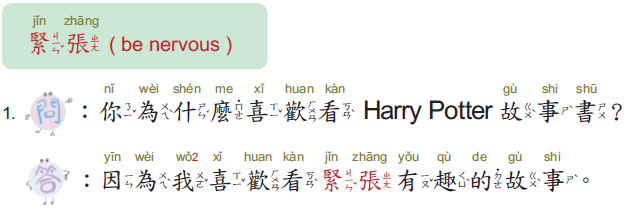 jǐn zhāng
緊ㄐㄧㄣˇ張ㄓㄤ ( be nervous )
nǐ wèi shén me xǐ huan kàn gù shi shū
1. 問：你ㄋㄧˇ為ㄨㄟˋ什ㄕㄣˊ麼ㄇㄜ˙喜ㄒㄧˇ歡ㄏㄨㄢ看ㄎㄢˋ Harry Potter 故ㄍㄨˋ事ㄕˋ書ㄕㄨ？
yīn wèi wǒ2 xǐ huan kàn jǐn zhāng yǒu qù de gù shi
答：因ㄧㄣ為ㄨㄟˋ我ㄨㄛˇ喜ㄒㄧˇ歡ㄏㄨㄢ看ㄎㄢˋ緊ㄐㄧㄣˇ張ㄓㄤ有ㄧㄡˇ趣ㄑㄩˋ的ㄉㄜ˙故ㄍㄨˋ事ㄕˋ。